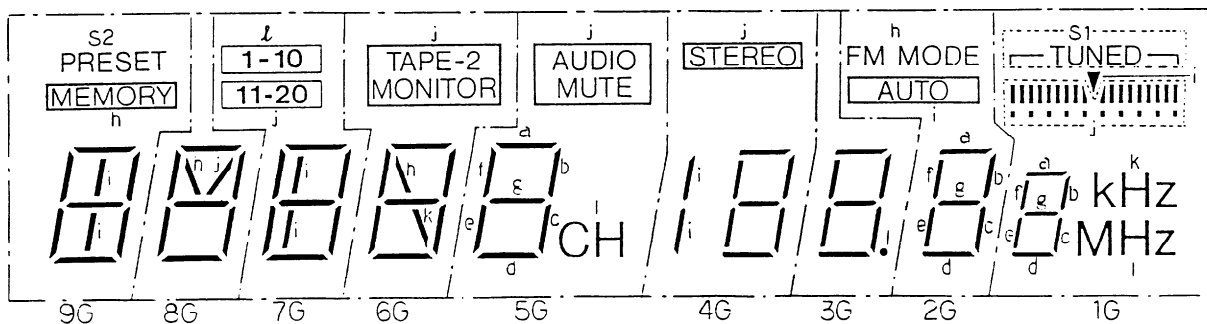 S2 ℓ j j j h S1
PRESET 1-10 TAPE-2 AUDIO STEREO FM MODE TUNED
MEMORY 11-20 MONITOR MUTE AUTO
h j i j
a a
h j i h f b f b a k
i i g i g f g b kHz
i i k e c CH i e c e c MHz
d d d l
9G 8G 7G 6G 5G 4G 3G 2G 1G